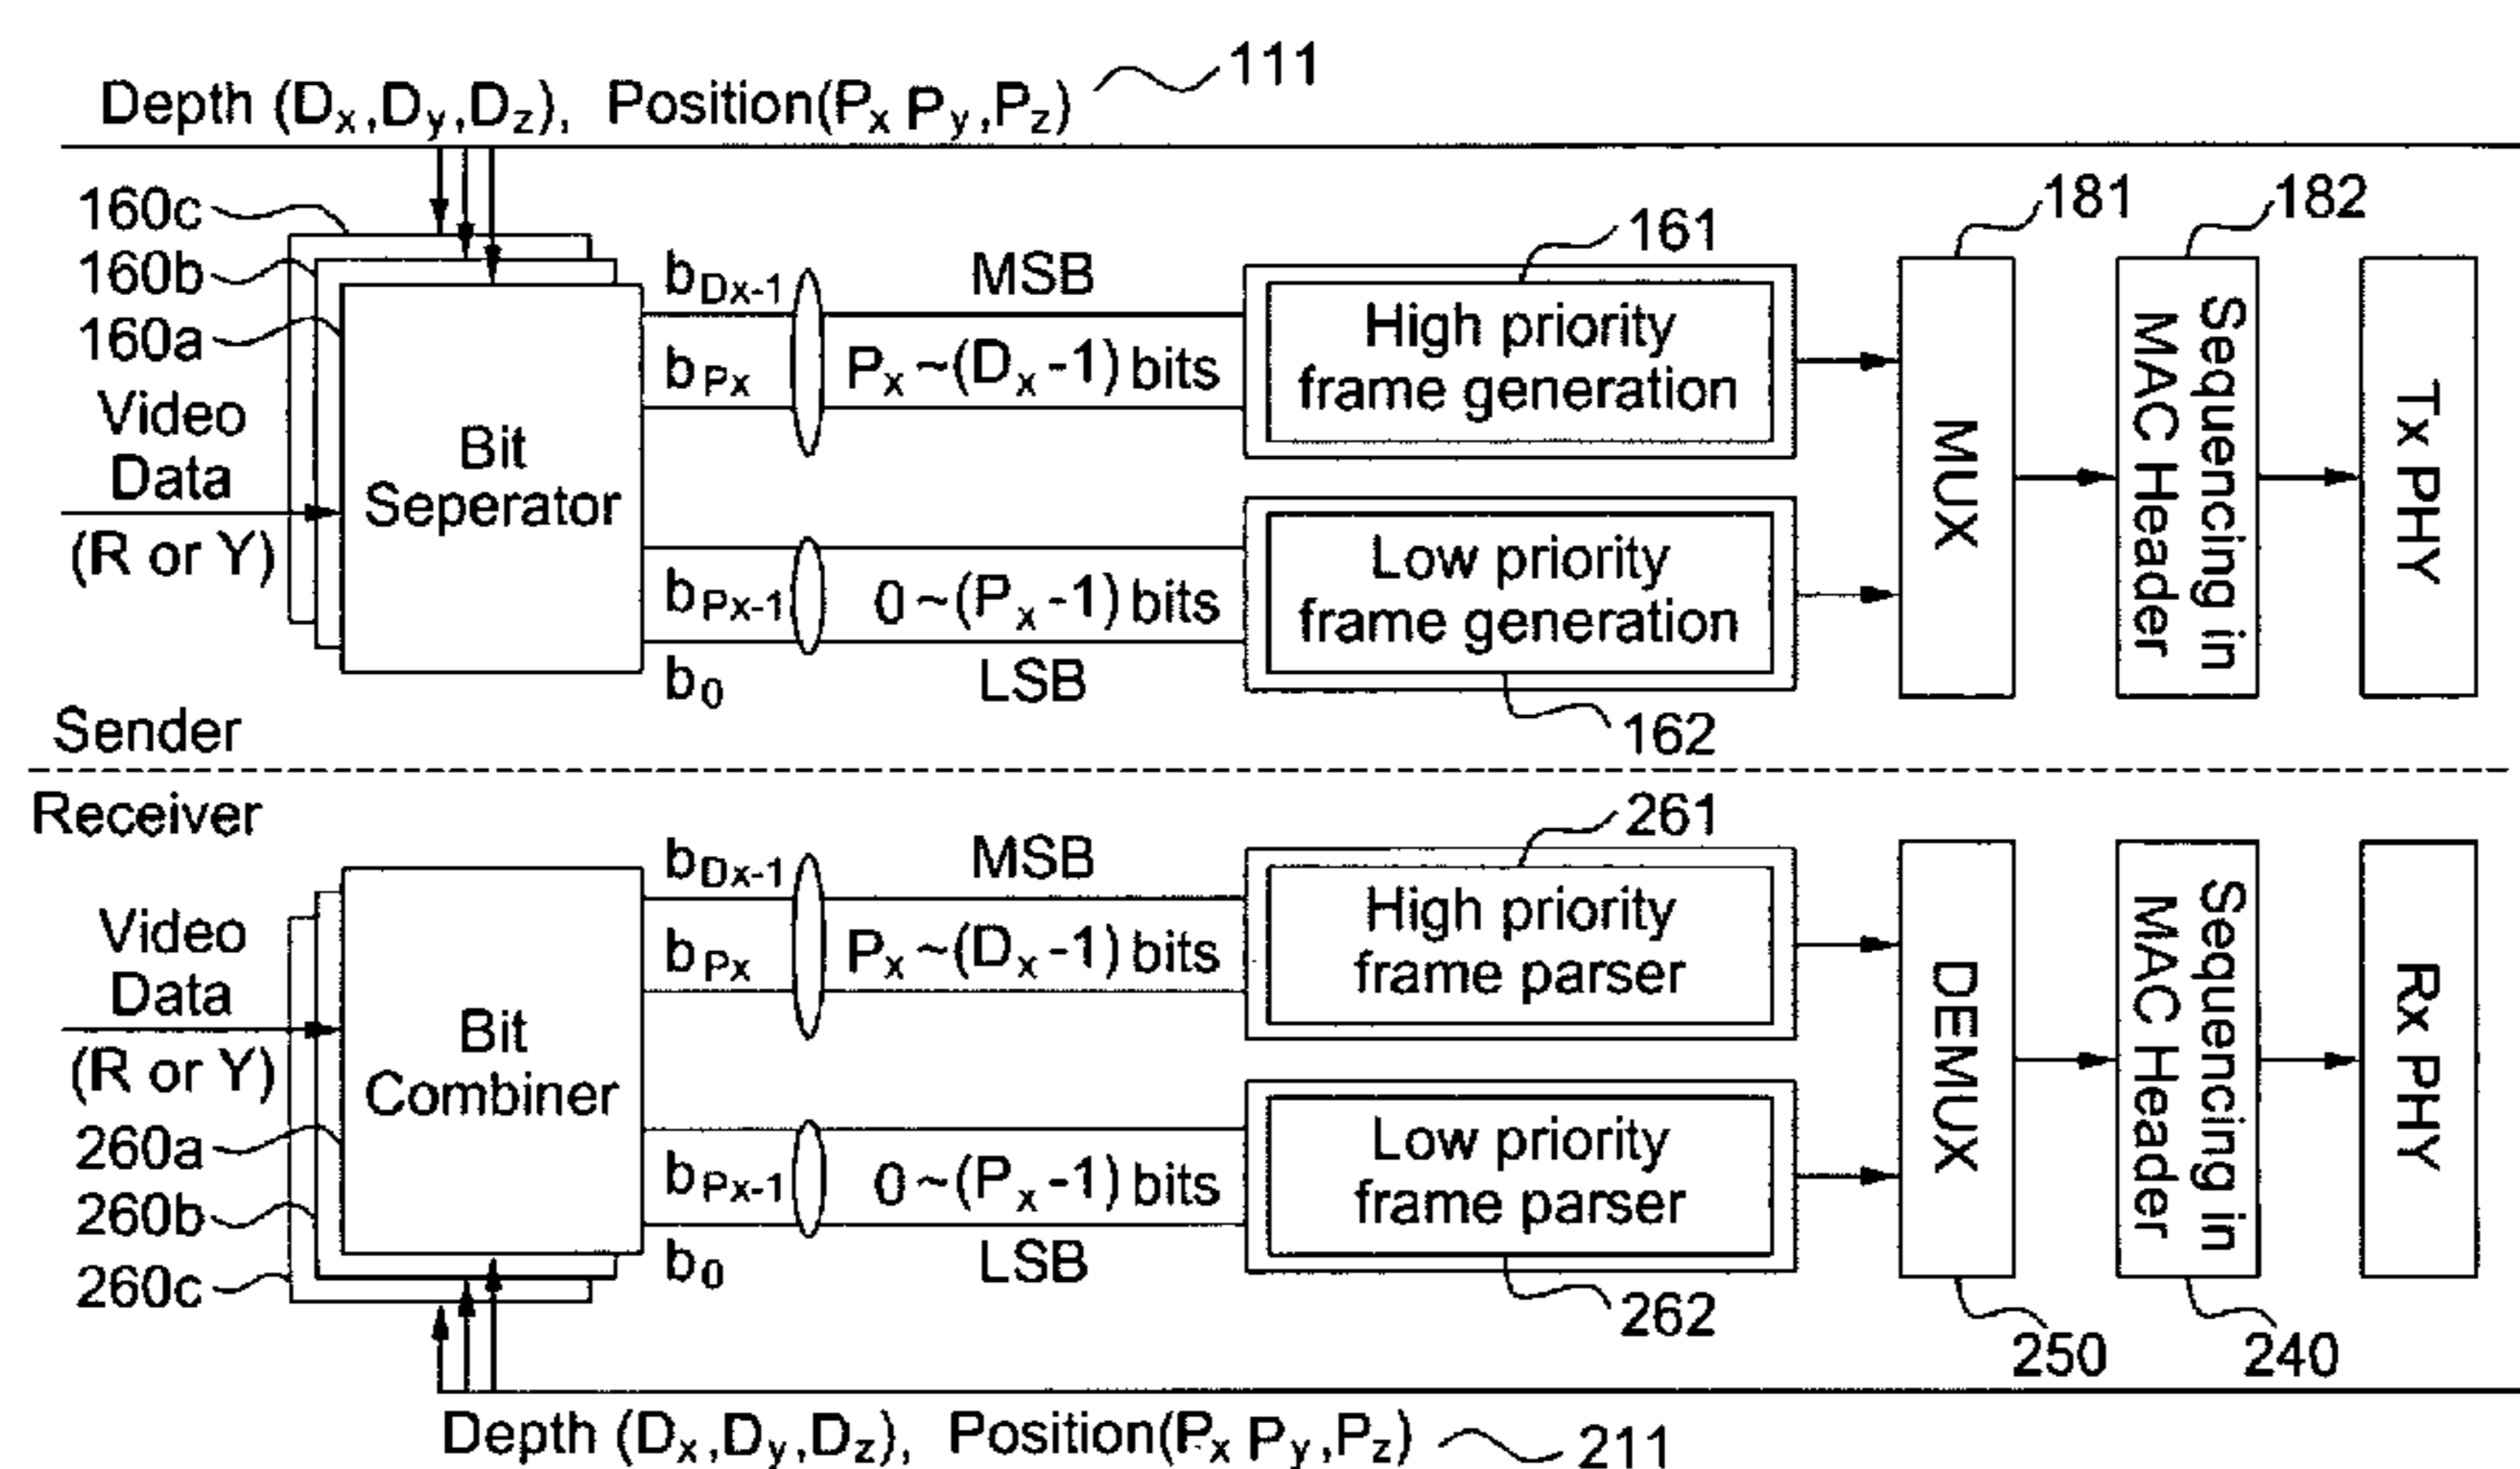 Depth (Dx,Dy,Dz), Position(Px Py,Pz)
111
160c
160b
160a
Video
Data
(R or Y)
Bit
Seperator
bDx-1
MSB
bPx
Px~(Dx-1) bits
bPx-1
0~(Px-1) bits
b0
LSB
161
High priority
frame generation
Low priority
frame generation
162
181
MUX
182
Sequencing in
MAC Header
Tx PHY
Sender
Receiver
Video
Data
(R or Y)
260a
260b
260c
Bit
Combiner
bDx-1
MSB
bPx
Px~(Dx-1) bits
bPx-1
0~(Px-1) bits
b0
LSB
261
High priority
frame parser
Low priority
frame parser
262
DEMUX
250
Sequencing in
MAC Header
240
Rx PHY
Depth (Dx,Dy,Dz), Position(Px Py,Pz)
211